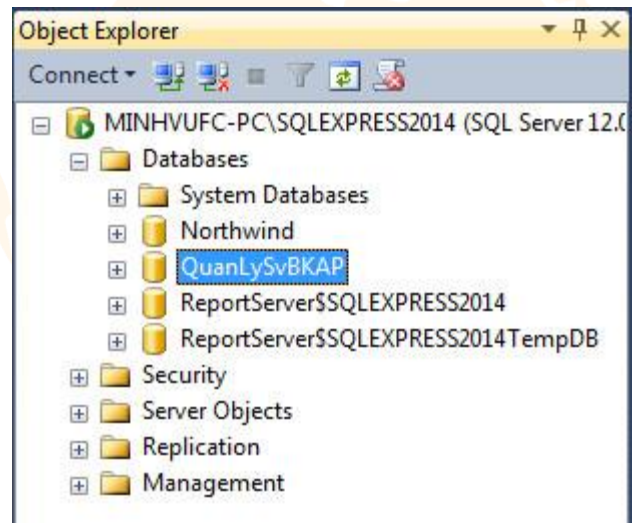 Object Explorer
Connect
MINHVUFC-PC\SQLEXPRESS2014 (SQL Server 12.0
Databases
System Databases
Northwind
QuanLySvBKAP
ReportServer$SQLEXPRESS2014
ReportServer$SQLEXPRESS2014TempDB
Security
Server Objects
Replication
Management